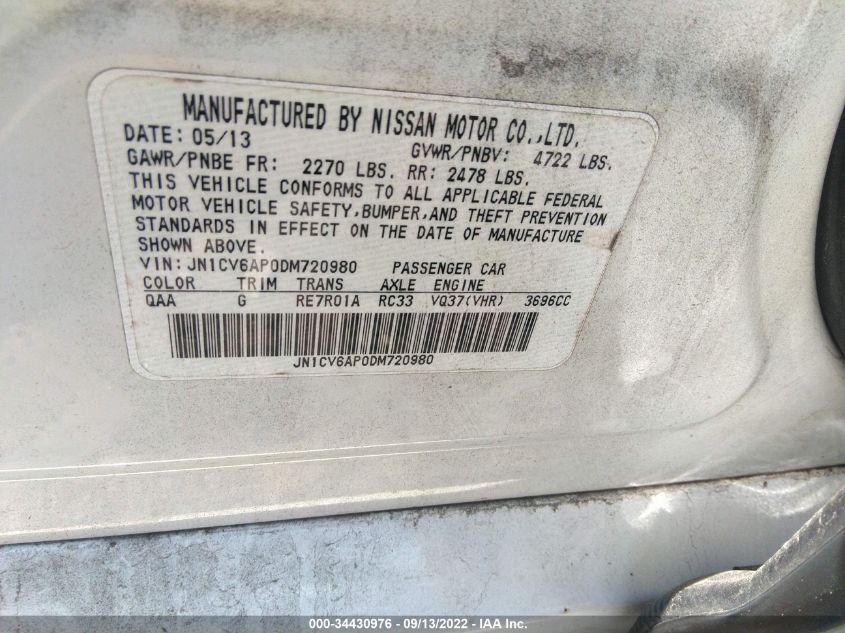 MANUFACTURED BY NISSAN MOTOR CO.,LTD.
DATE: 05/13 GVWR/PNBV: 4722 LBS.
GAWR/PNBE FR: 2270 LBS. RR: 2478 LBS.
THIS VEHICLE CONFORMS TO ALL APPLICABLE FEDERAL
MOTOR VEHICLE SAFETY,BUMPER,AND THEFT PREVENTION
STANDARDS IN EFFECT ON THE DATE OF MANUFACTURE
SHOWN ABOVE.
VIN:JN1CV6AP0DM720980 PASSENGER CAR
COLOR TRIM TRANS AXLE ENGINE
QAA G RE7R01A RC33 VQ37(VHR) 3696CC
JN1CV6AP0DM720980
000-34430976 - 09/13/2022 - IAA Inc.